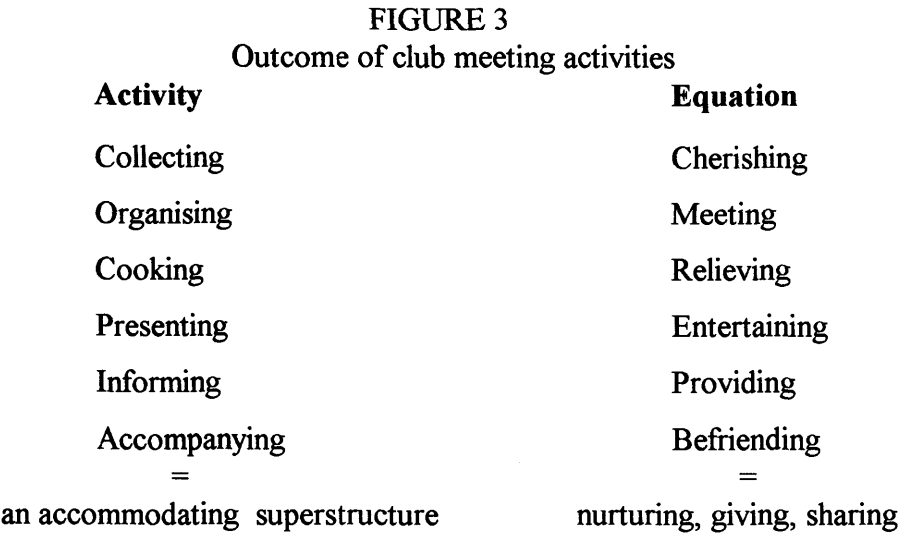 FIGURE 3
Outcome of club meeting activities
Activity Equation
Collecting Cherishing
Organising Meeting
Cooking Relieving
Presenting Entertaining
Informing Providing
Accompanying Befriending
= =
an accommodating superstructure nurturing, giving, sharing